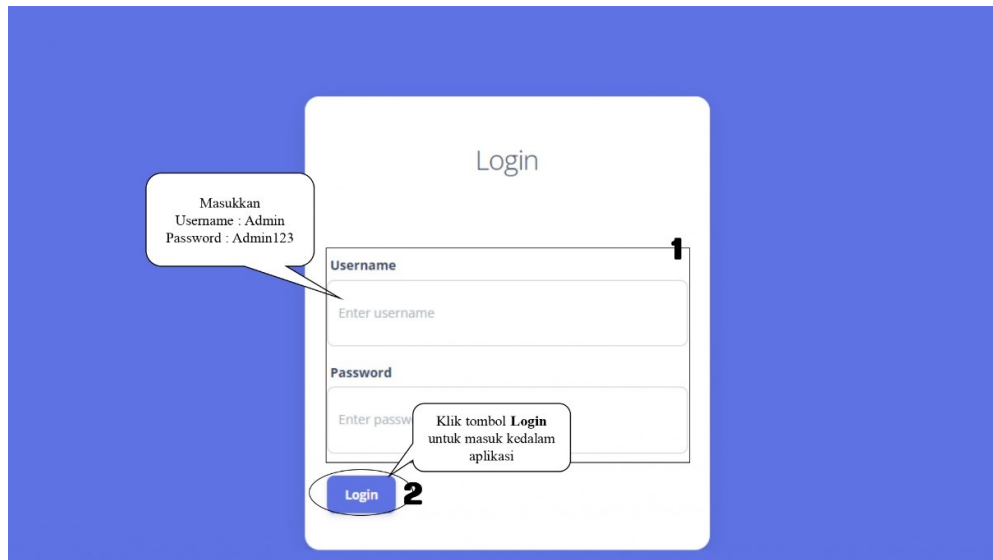 Login
Masukkan
Username : Admin
Password : Admin123
1
Username
Enter username
Password
Enter
Klik tombol Login
untuk masuk kedalam
aplikasi
Login
2